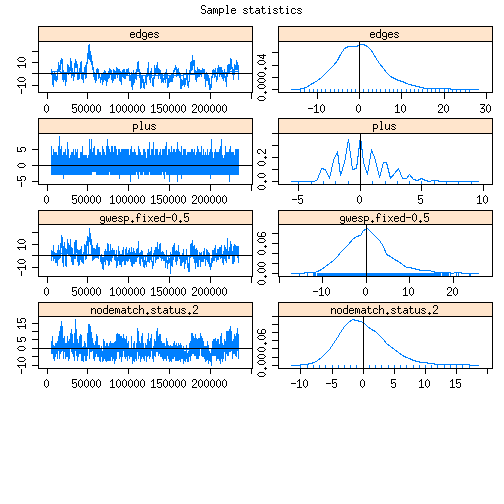 Sample statistics
edges
edges
-10 10
0.00 0.04
0 50000 100000 150000 200000
-10 0 10 20 30
plus
plus
-5 0 5
0.0 0.2
0 50000 100000 150000 200000
-5 0 5 10
gwesp.fixed-0.5
gwesp.fixed-0.5
-10 10
0.00 0.06
0 50000 100000 150000 200000
-10 0 10 20
nodematch.status.2
nodematch.status.2
-10 0 5 15
0.00 0.06
0 50000 100000 150000 200000
-10 -5 0 5 10 15